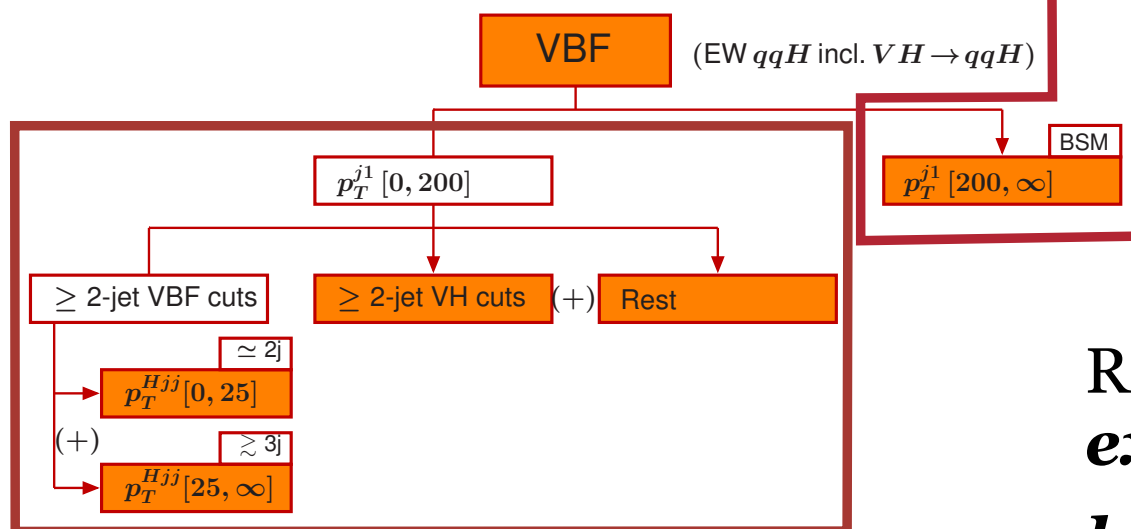 VBF
(EW qqH incl. VH → qqH)
BSM
p_T^{j1} [0, 200]
p_T^{j1} [200, ∞]
≥ 2-jet VBF cuts
≥ 2-jet VH cuts
(+)
Rest
≃ 2j
p_T^{Hjj} [0, 25]
(+)
≳ 3j
p_T^{Hjj} [25, ∞]
R